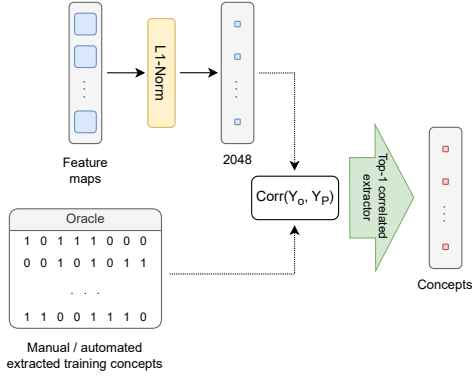 L1-Norm
Feature
maps
2048
Corr(Y_O, Y_P)
Top-1 correlated
extractor
Concepts
Oracle
1 0 1 1 1 0 0 0
0 0 1 0 1 0 1 1
. . .
1 1 0 0 1 1 1 0
Manual / automated
extracted training concepts